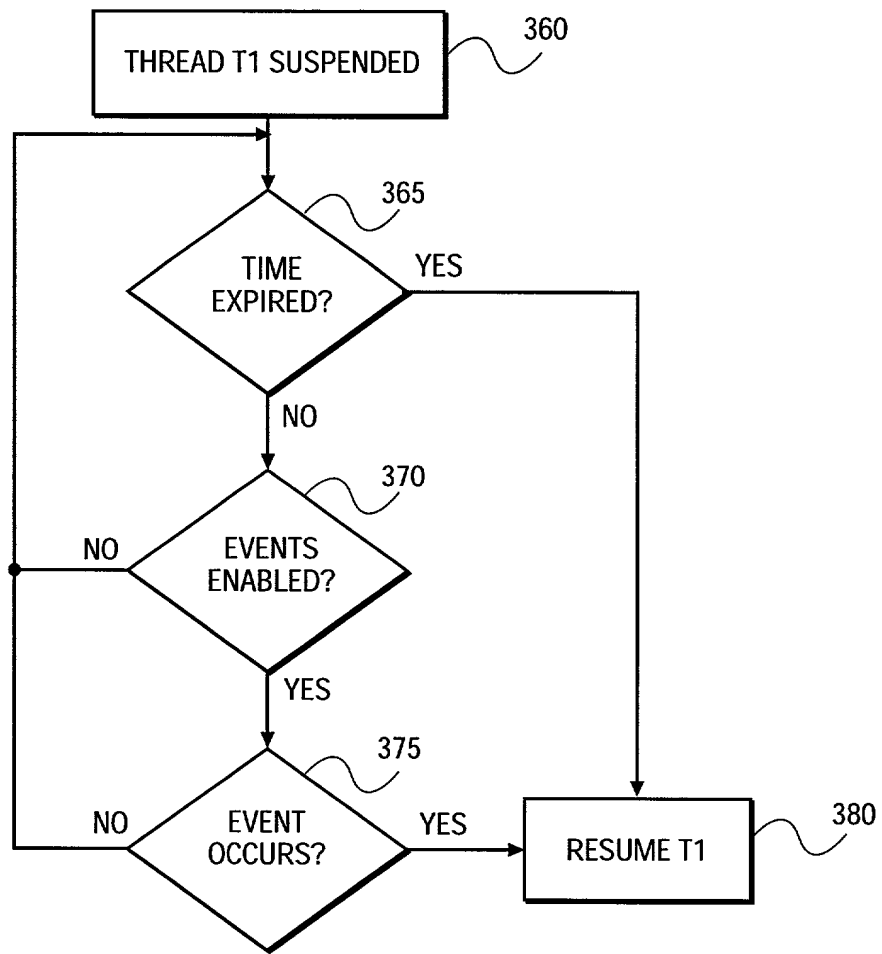 THREAD T1 SUSPENDED
360
365
TIME
EXPIRED?
YES
NO
370
EVENTS
ENABLED?
NO
YES
375
EVENT
OCCURS?
NO
YES
RESUME T1
380